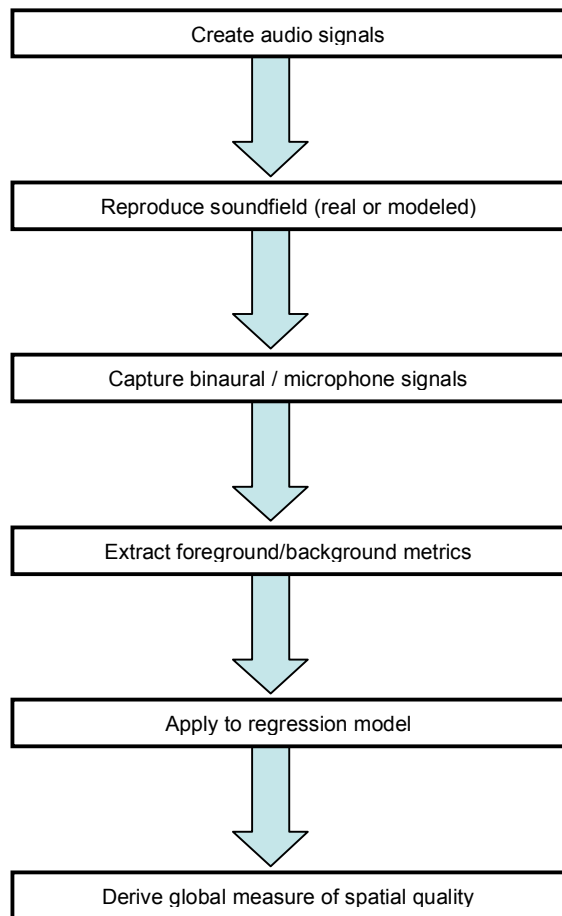 Create audio signals
Reproduce soundfield (real or modeled)
Capture binaural / microphone signals
Extract foreground/background metrics
Apply to regression model
Derive global measure of spatial quality